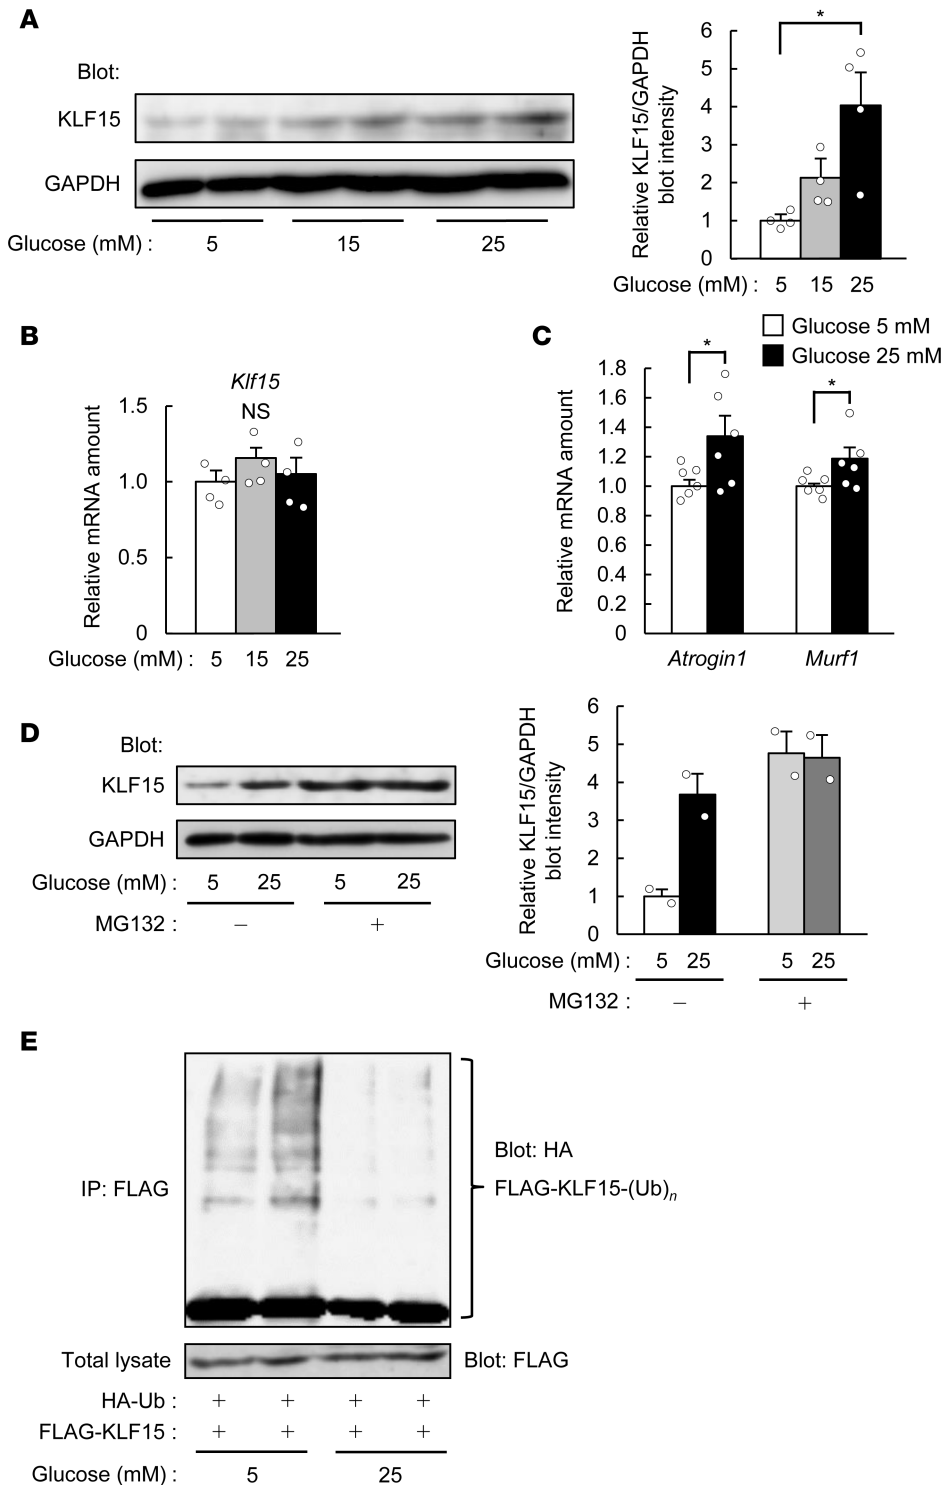 A
Blot:
KLF15
GAPDH
Glucose (mM) :
5
15
25
Relative KLF15/GAPDH
blot intensity
6
5
4
3
2
1
0
*
Glucose (mM) :
5
15
25
B
Klf15
NS
Relative mRNA amount
1.5
1.0
0.5
0
Glucose (mM) :
5
15
25
C
Glucose 5 mM
Glucose 25 mM
Relative mRNA amount
1.8
1.6
1.4
1.2
1.0
0.8
0.6
0.4
0.2
0
*
*
Atrogin1
Murf1
D
Blot:
KLF15
GAPDH
Glucose (mM) :
5
25
5
25
MG132 :
−
+
Relative KLF15/GAPDH
blot intensity
6
5
4
3
2
1
0
Glucose (mM) :
5
25
5
25
MG132 :
−
+
E
IP: FLAG
Blot: HA
FLAG-KLF15-(Ub)n
Total lysate
Blot: FLAG
HA-Ub :
+
+
+
+
FLAG-KLF15 :
+
+
+
+
Glucose (mM) :
5
25